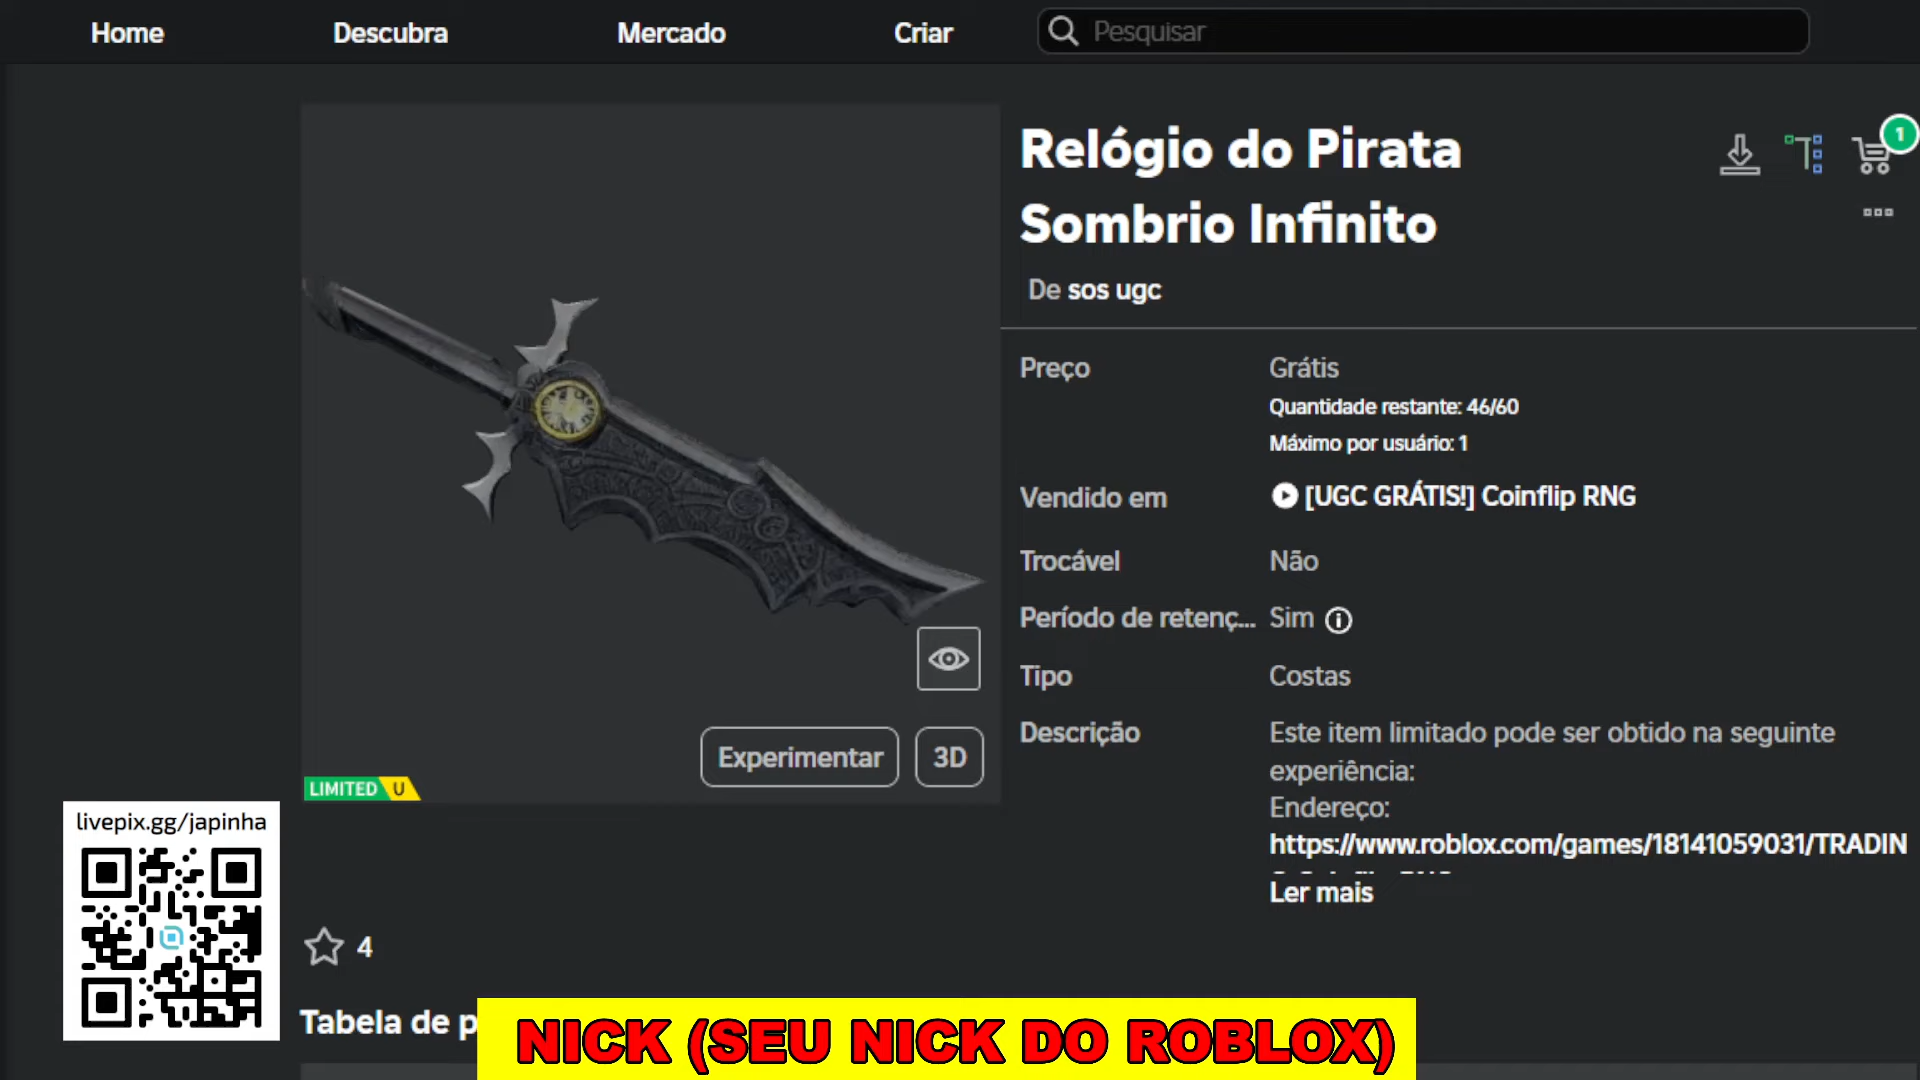 Home
Descubra
Mercado
Criar
Pesquisar
Relógio do Pirata
Sombrio Infinito
1
De sos ugc
Preço
Grátis
Quantidade restante: 46/60
Máximo por usuário: 1
Vendido em
[UGC GRÁTIS!] Coinflip RNG
Trocável
Não
Período de retenç...
Sim
Tipo
Costas
Descrição
Este item limitado pode ser obtido na seguinte
experiência:
Endereço:
https://www.roblox.com/games/18141059031/TRADIN
Ler mais
Experimentar
3D
LIMITED U
livepix.gg/japinha
4
Tabela de p
NICK (SEU NICK DO ROBLOX)